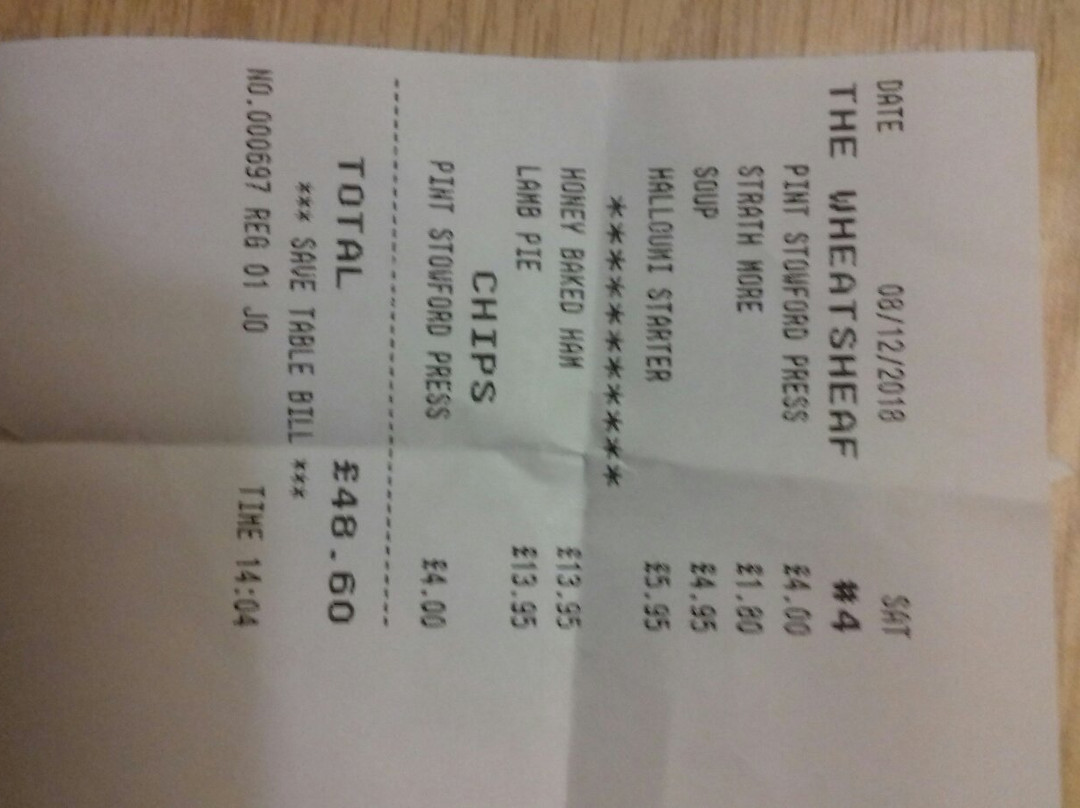 DATE 08/12/2018 SAT
THE WHEATSHEAF #4
PINT STOWFORD PRESS £4.00
STRATH MORE £1.80
SOUP £4.95
HALLOUMI STARTER £5.95
************
HONEY BAKED HAM £13.95
LAMB PIE £13.95
CHIPS
PINT STOWFORD PRESS £4.00
--------------------------------
TOTAL £48.60
*** SAVE TABLE BILL ***
NO.000697 REG 01 JO TIME 14:04